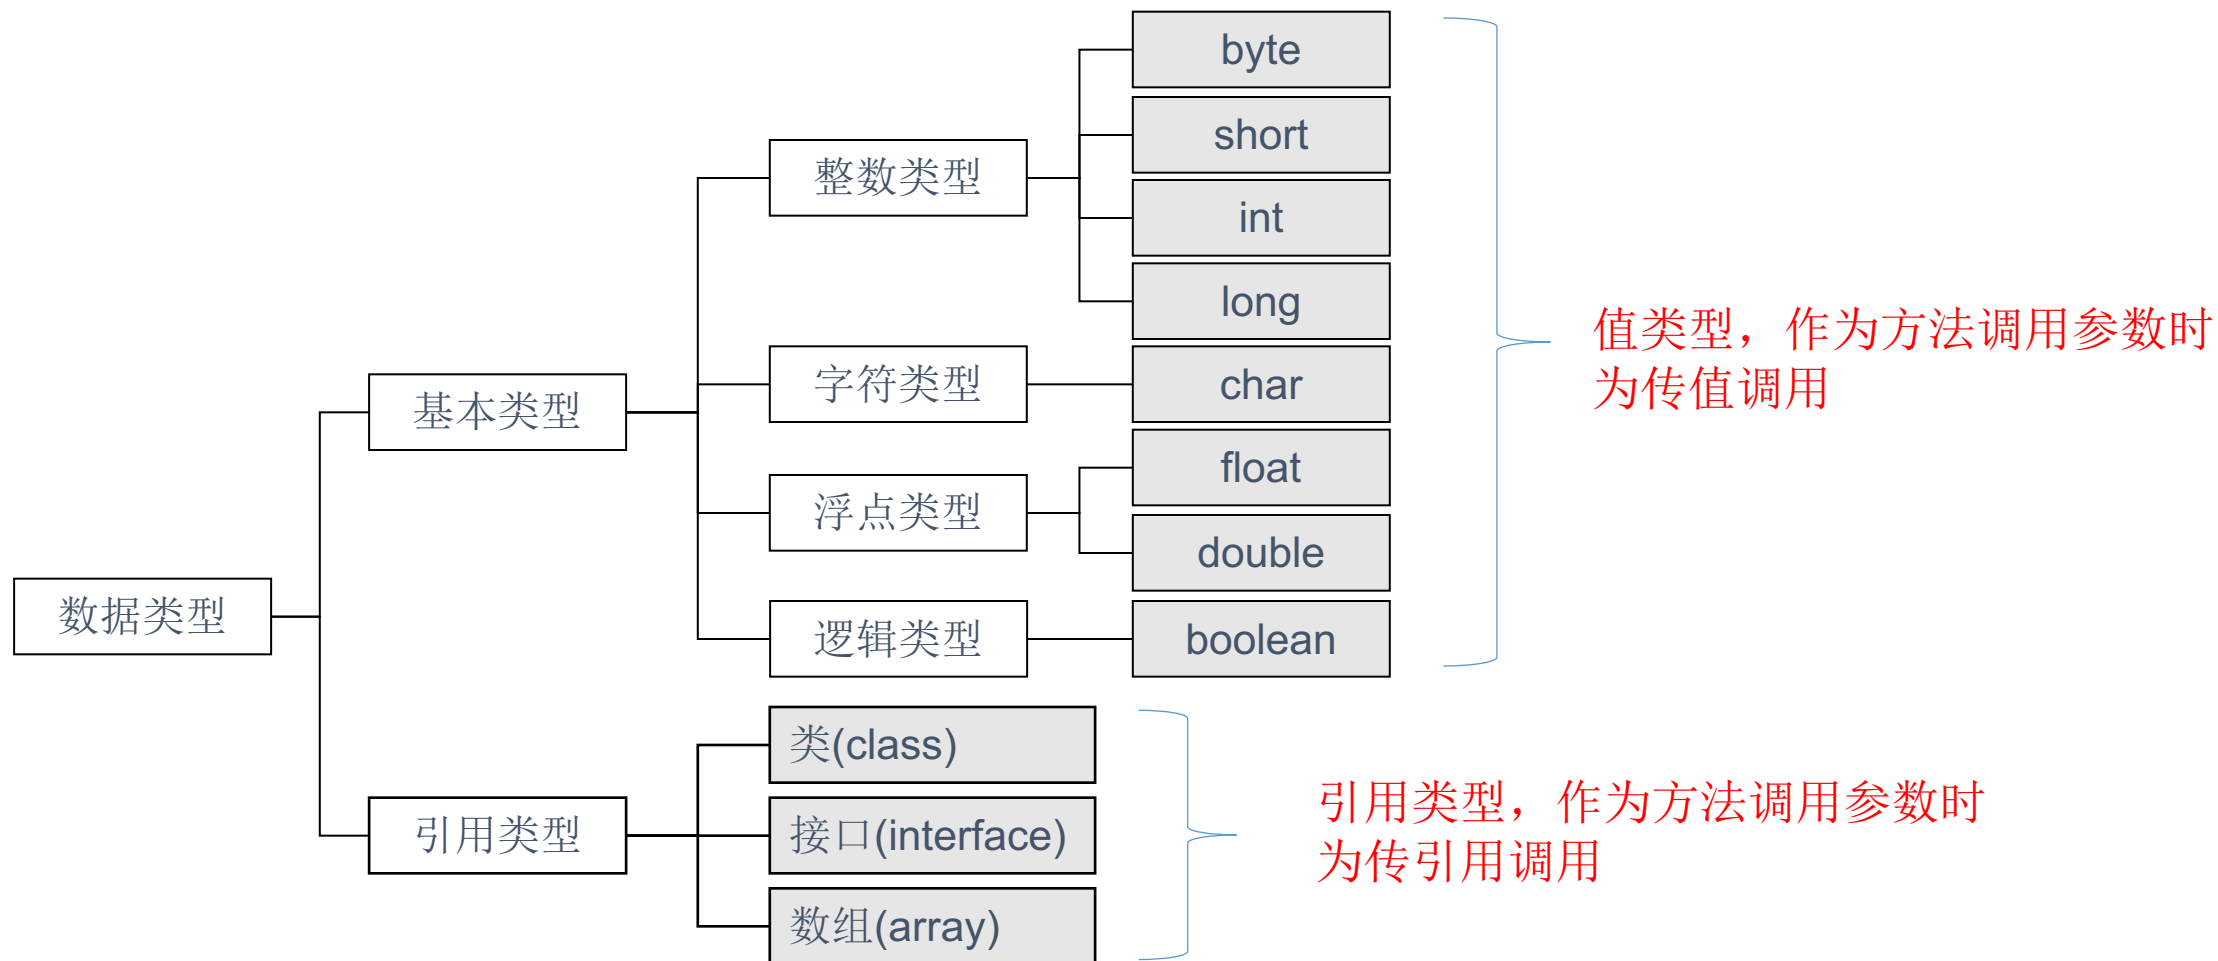 byte
short
整数类型
int
long
值类型，作为方法调用参数时
为传值调用
字符类型
char
基本类型
float
浮点类型
double
数据类型
逻辑类型
boolean
类(class)
引用类型，作为方法调用参数时
为传引用调用
引用类型
接口(interface)
数组(array)